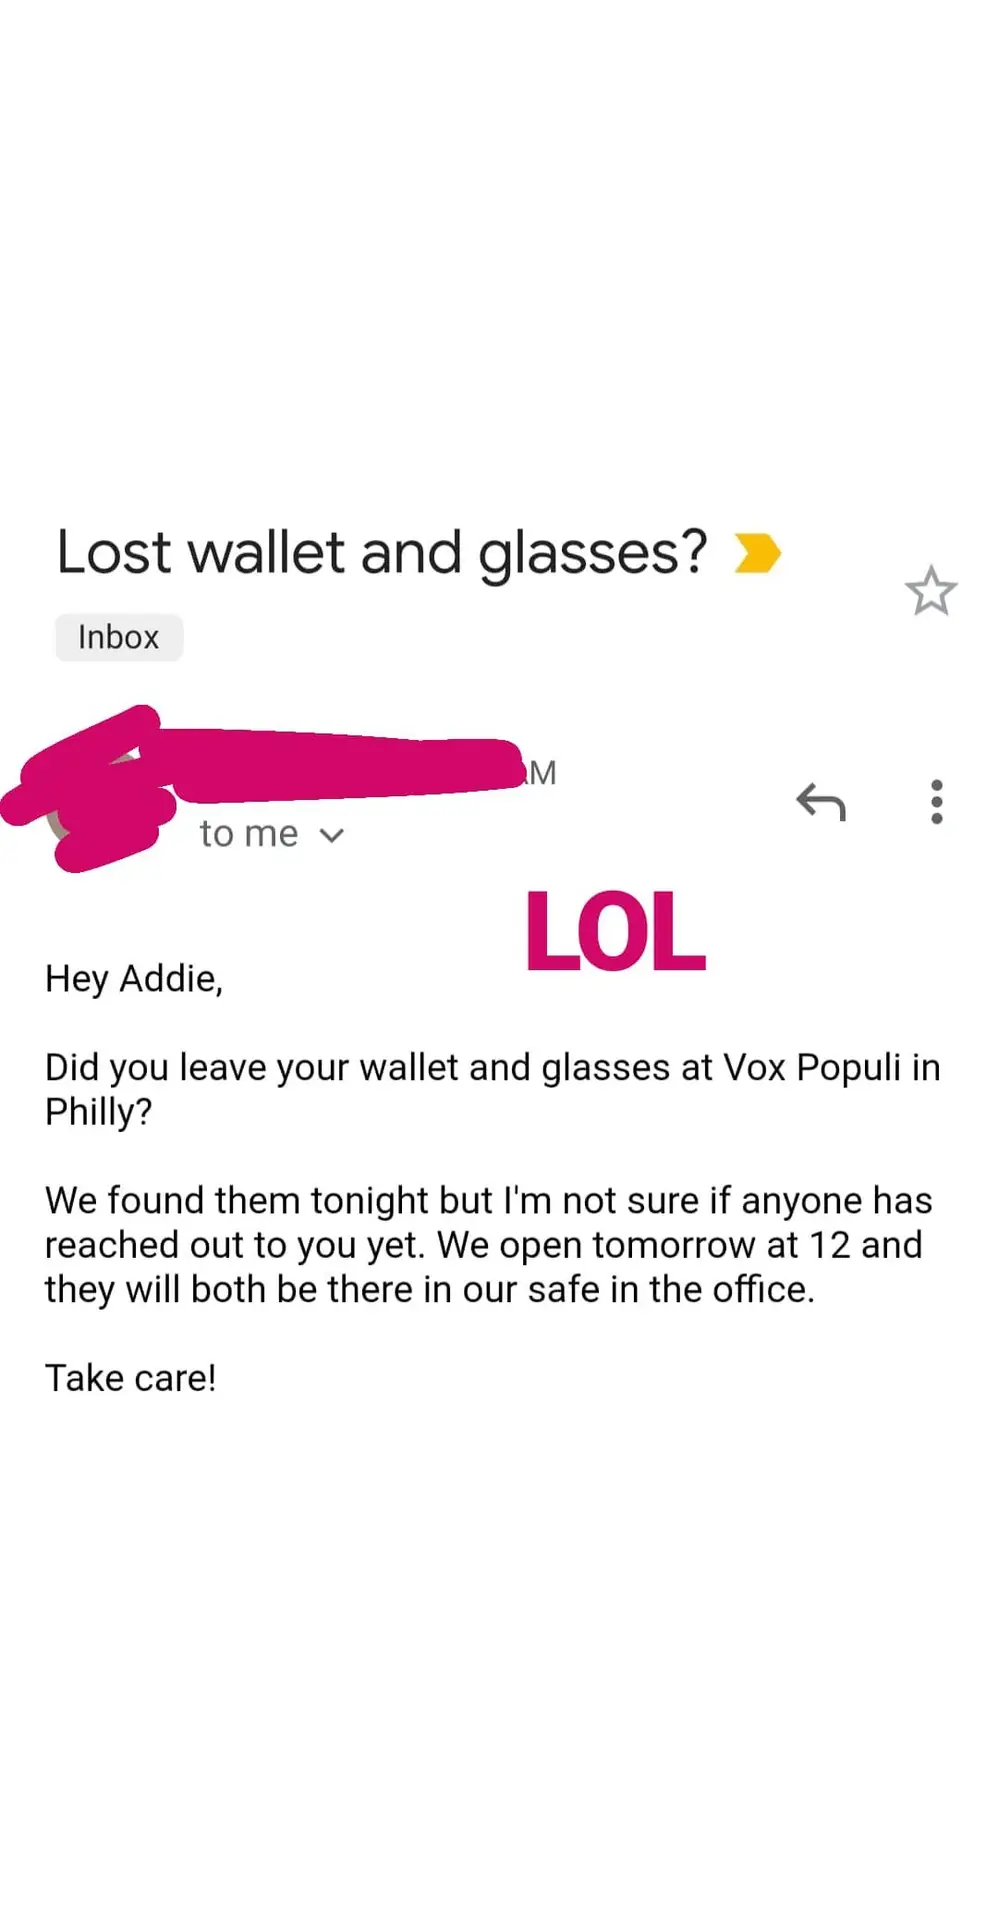 Lost wallet and glasses?
Inbox
M
to me
LOL
Hey Addie,
Did you leave your wallet and glasses at Vox Populi in
Philly?
We found them tonight but I'm not sure if anyone has
reached out to you yet. We open tomorrow at 12 and
they will both be there in our safe in the office.
Take care!